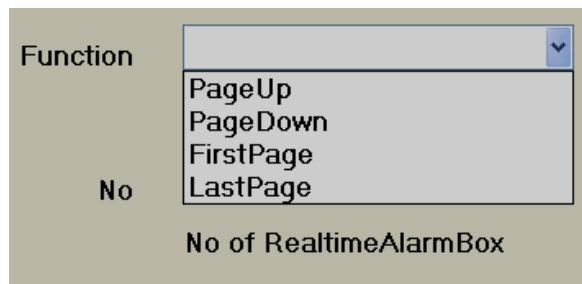 Function
PageUp
PageDown
FirstPage
LastPage
No
No of RealtimeAlarmBox